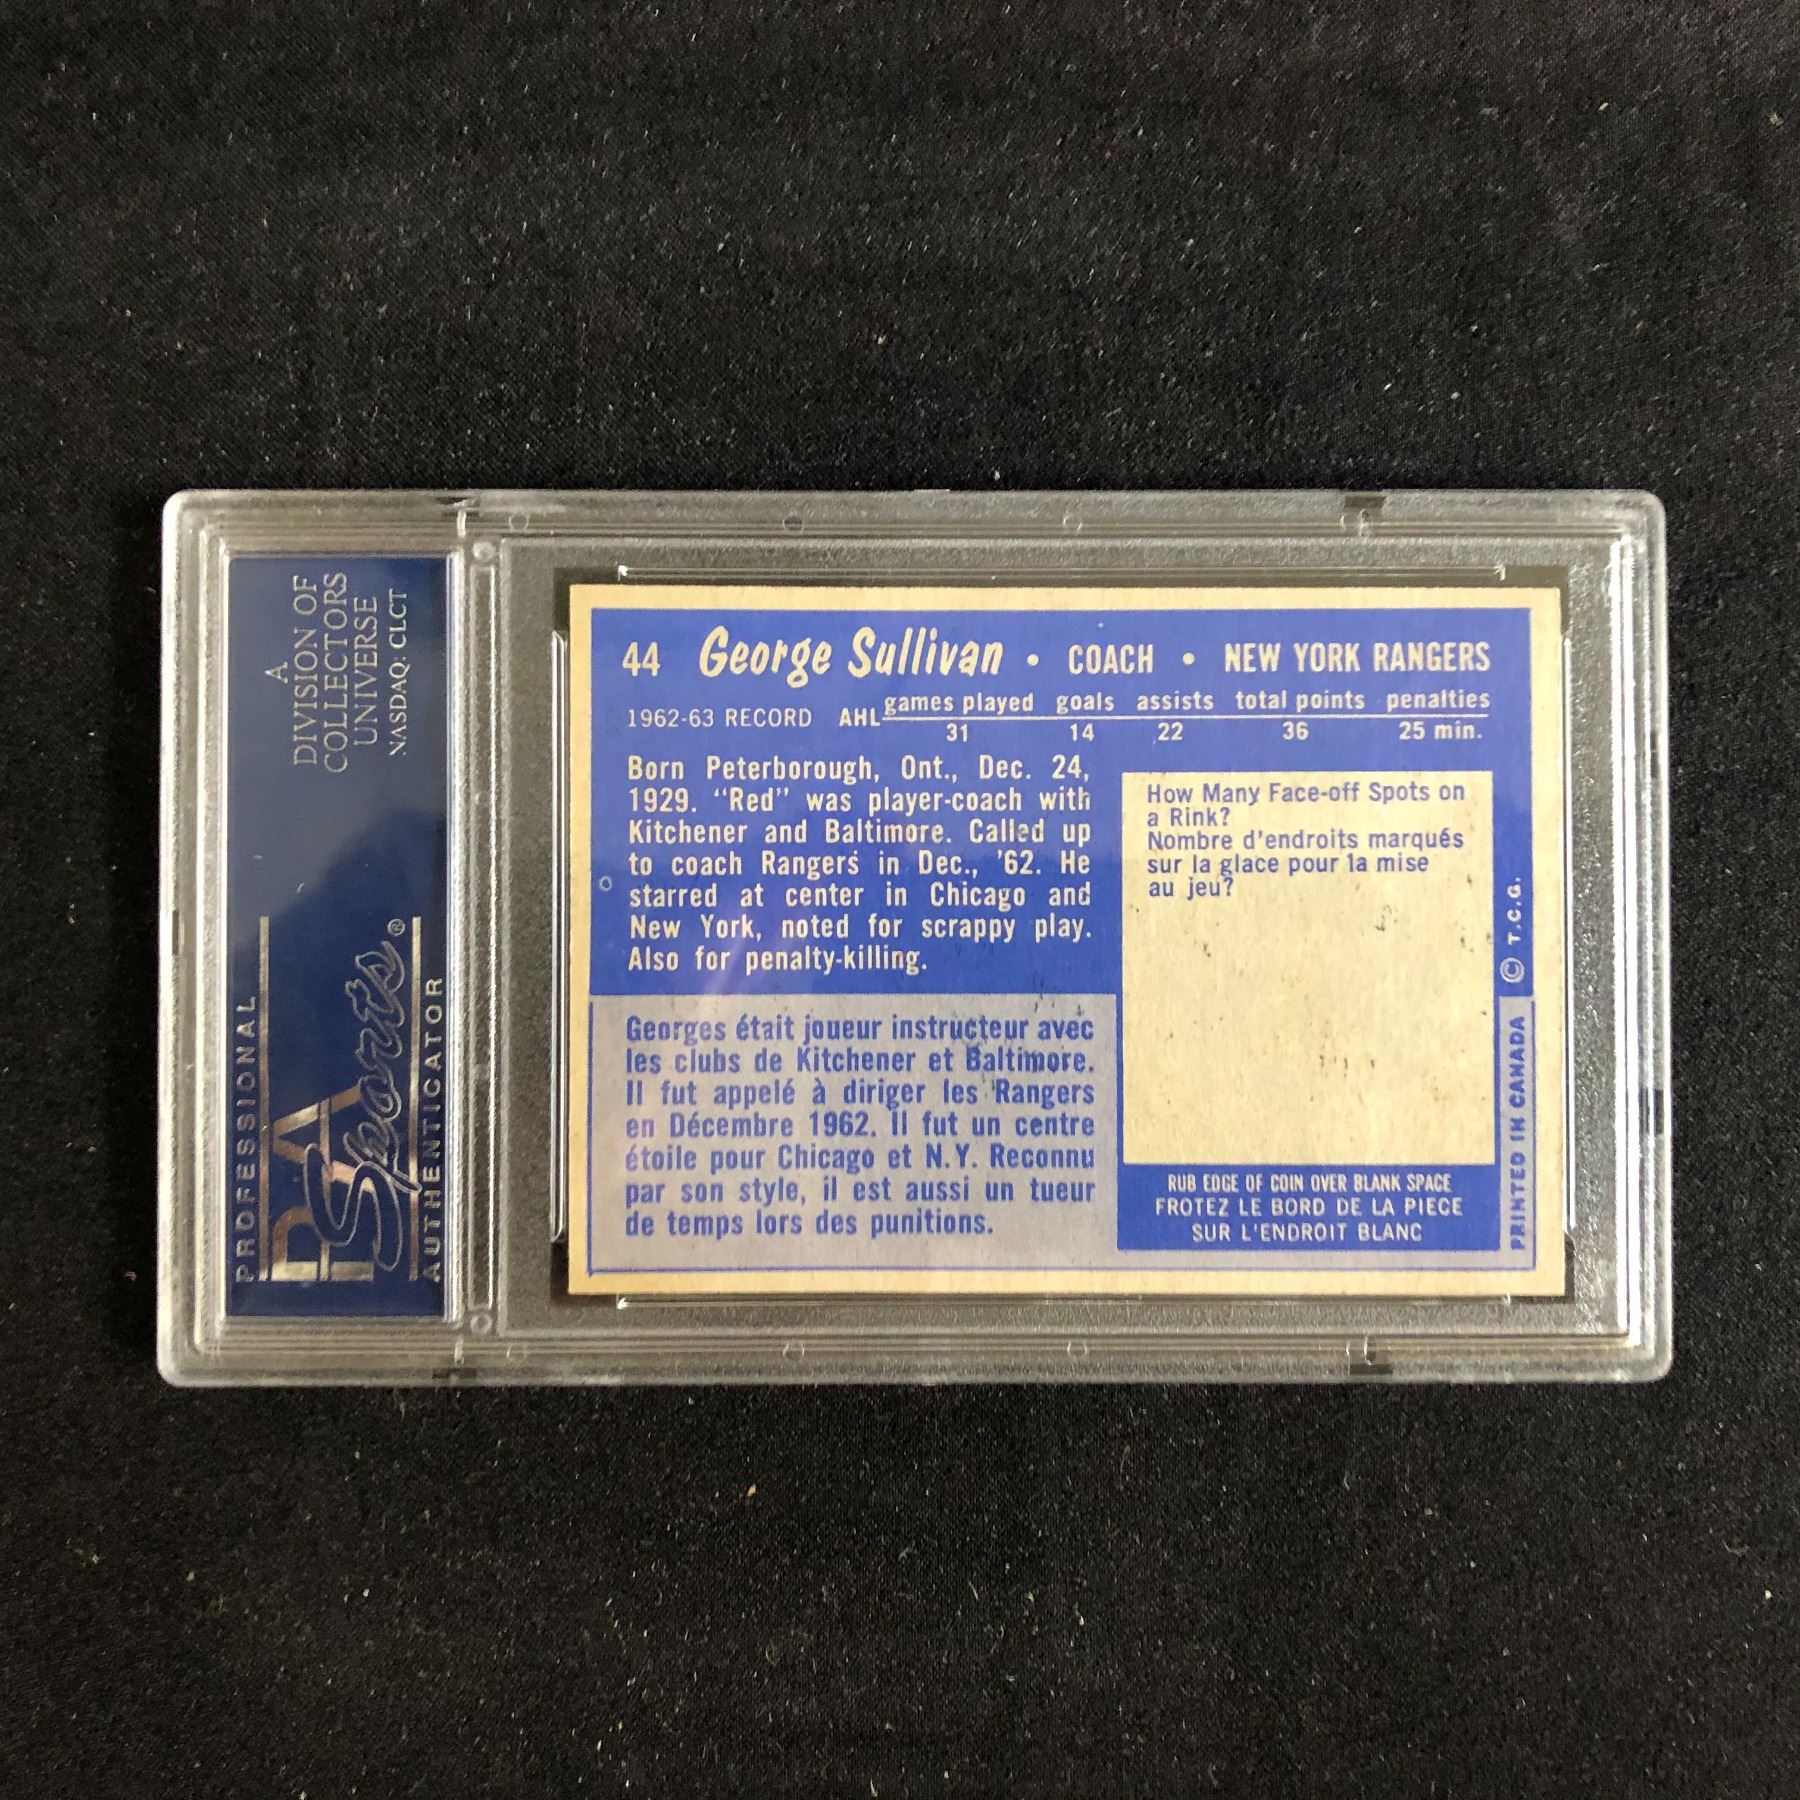 A
DIVISION OF
COLLECTORS
UNIVERSE
NASDAQ: CLCT
PROFESSIONAL
PSA
Sports®
AUTHENTICATOR
44 George Sullivan • COACH • NEW YORK RANGERS
games played goals assists total points penalties
1962-63 RECORD AHL
31 14 22 36 25 min.
Born Peterborough, Ont., Dec. 24,
1929. "Red" was player-coach with
Kitchener and Baltimore. Called up
to coach Rangers in Dec., '62. He
starred at center in Chicago and
New York, noted for scrappy play.
Also for penalty-killing.
Georges était joueur instructeur avec
les clubs de Kitchener et Baltimore.
Il fut appelé à diriger les Rangers
en Décembre 1962. Il fut un centre
étoile pour Chicago et N.Y. Reconnu
par son style, il est aussi un tueur
de temps lors des punitions.
How Many Face-off Spots on
a Rink?
Nombre d'endroits marqués
sur la glace pour la mise
au jeu?
RUB EDGE OF COIN OVER BLANK SPACE
FROTEZ LE BORD DE LA PIECE
SUR L'ENDROIT BLANC
PRINTED IN CANADA © T.C.G.